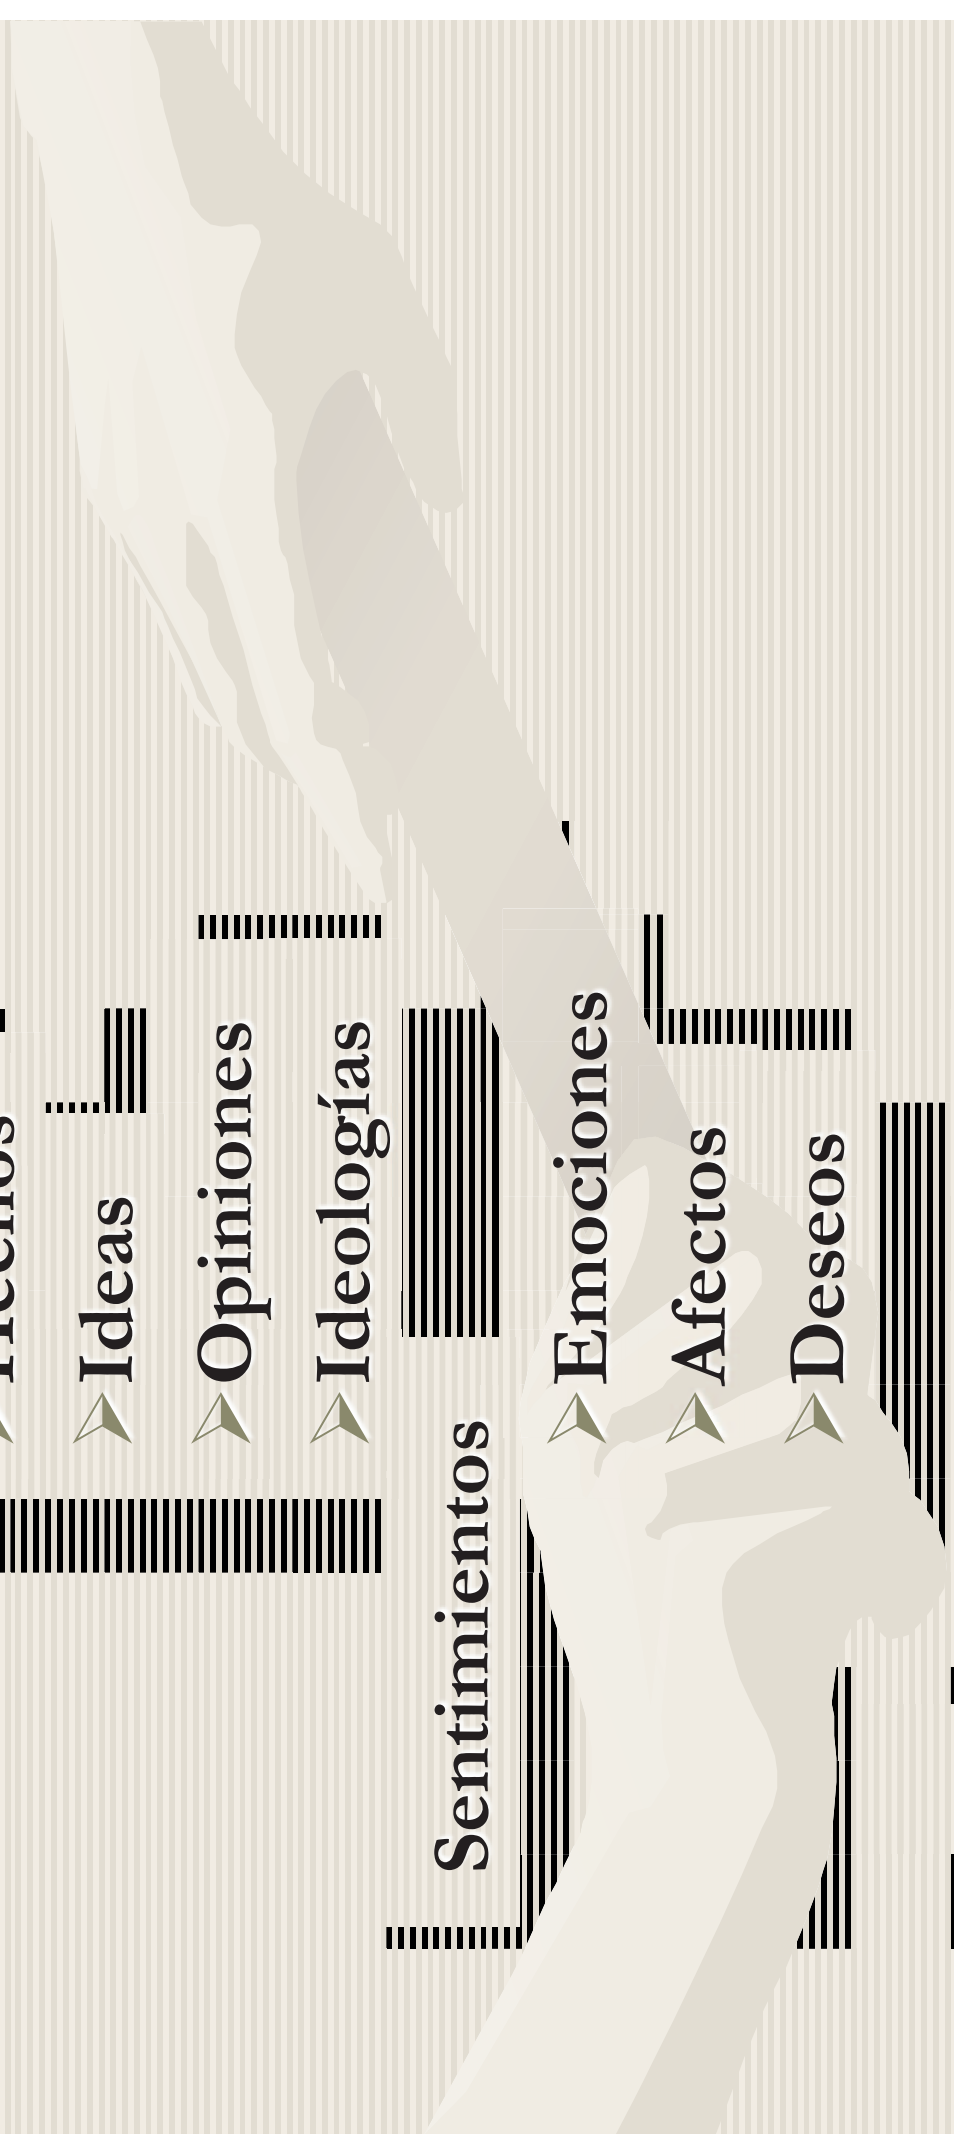 Ideas
Opiniones
Ideologías
Sentimientos
Emociones
Afectos
Deseos